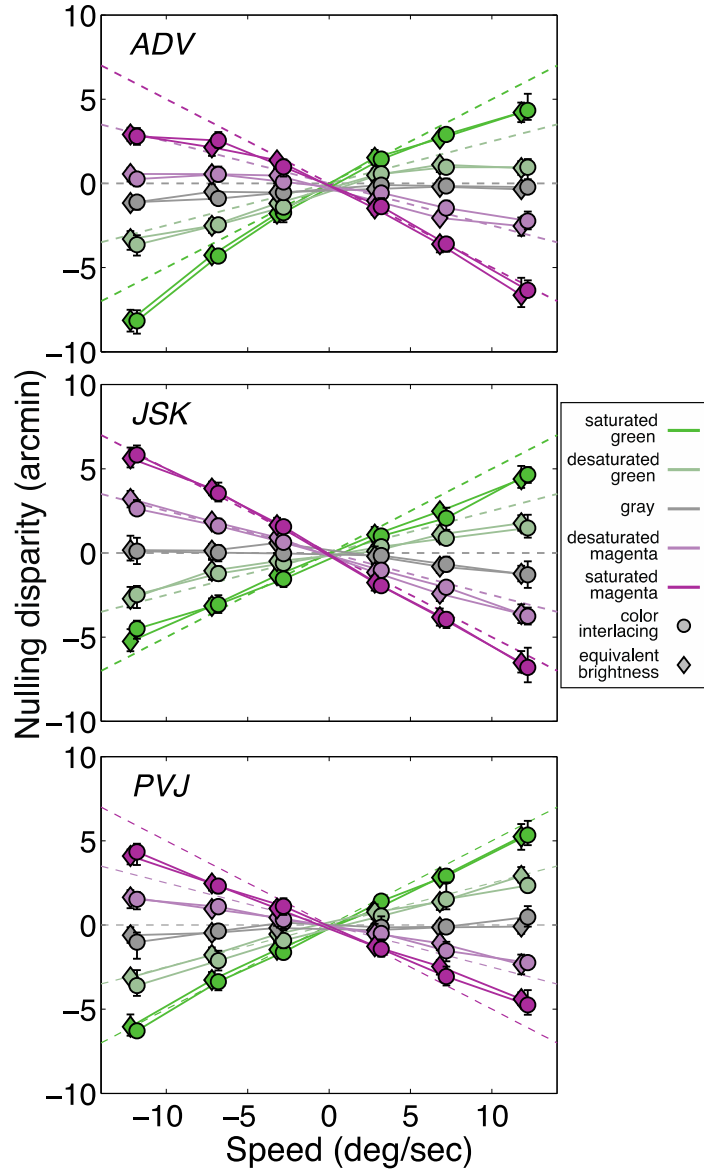 10
ADV
5
0
−5
−10
JSK
10
5
0
−5
−10
PVJ
10
5
0
−5
−10
−10
−5
0
5
10
Speed (deg/sec)
Nulling disparity (arcmin)
saturated
green
desaturated
green
gray
desaturated
magenta
saturated
magenta
color
interlacing
equivalent
brightness